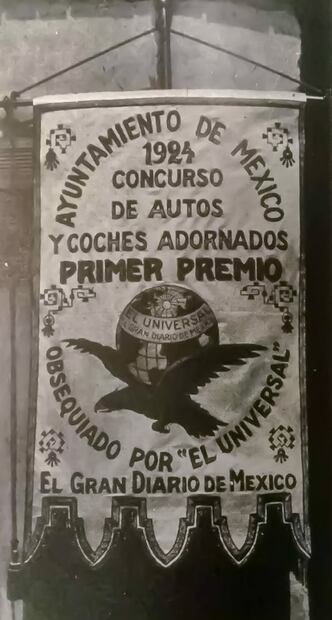 AYUNTAMIENTO DE MEXICO
1924
CONCURSO
DE AUTOS
Y COCHES ADORNADOS
PRIMER PREMIO
EL UNIVERSAL
EL GRAN DIARIO DE MEXICO
OBSEQUIADO POR "EL UNIVERSAL"
EL GRAN DIARIO DE MEXICO